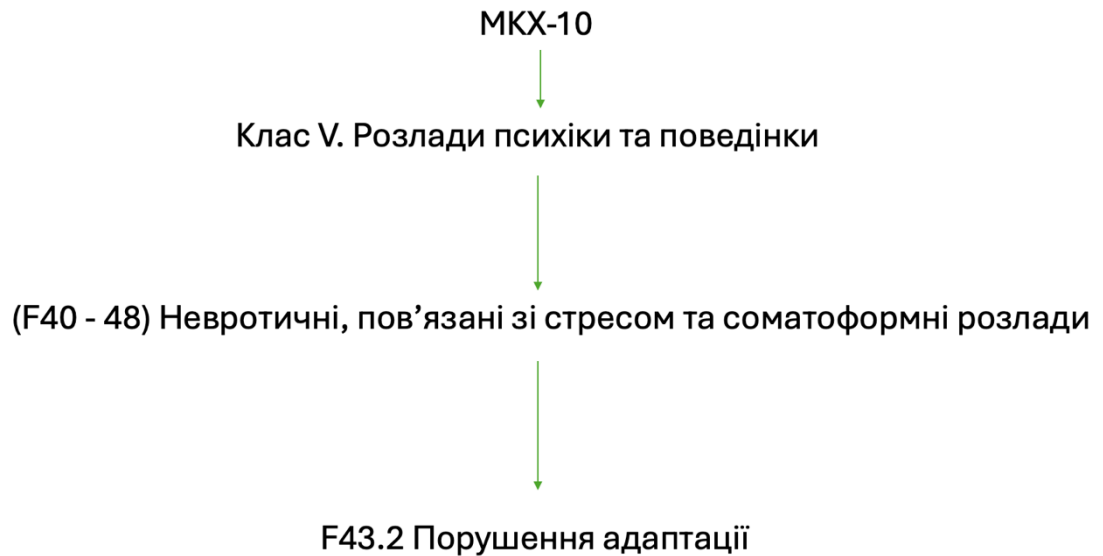 МКХ-10
Клас V. Розлади психіки та поведінки
(F40 - 48) Невротичні, пов’язані зі стресом та соматоформні розлади
F43.2 Порушення адаптації